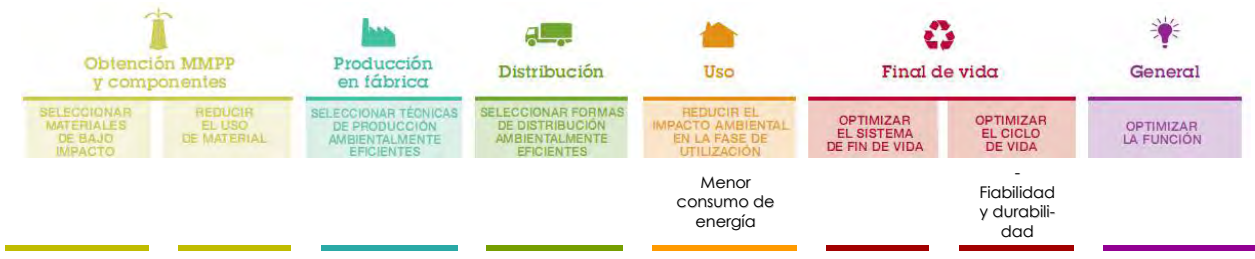 Obtención MMPP
y componentes
Producción
en fábrica
Distribución
Uso
Final de vida
General
SELECCIONAR
MATERIALES
DE BAJO
IMPACTO
REDUCIR
EL USO
DE MATERIAL
SELECCIONAR TÉCNICAS
DE PRODUCCIÓN
AMBIENTALMENTE
EFICIENTES
SELECCIONAR FORMAS
DE DISTRIBUCIÓN
AMBIENTALMENTE
EFICIENTES
REDUCIR EL
IMPACTO AMBIENTAL
EN LA FASE DE
UTILIZACIÓN
OPTIMIZAR
EL SISTEMA
DE FIN DE VIDA
OPTIMIZAR
EL CICLO
DE VIDA
OPTIMIZAR
LA FUNCIÓN
Menor
consumo de
energía
-
Fiabilidad
y durabili-
dad